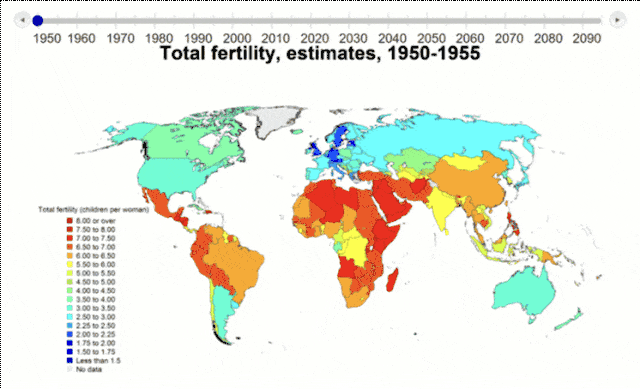 1950 1960 1970 1980 1990 2000 2010 2020 2030 2040 2050 2060 2070 2080 2090
Total fertility, estimates, 1950-1955
Total fertility (children per woman)
8.00 or over
7.50 to 8.00
7.00 to 7.50
6.50 to 7.00
6.00 to 6.50
5.50 to 6.00
5.00 to 5.50
4.50 to 5.00
4.00 to 4.50
3.50 to 4.00
3.00 to 3.50
2.50 to 3.00
2.25 to 2.50
2.00 to 2.25
1.75 to 2.00
1.50 to 1.75
Less than 1.5
No data